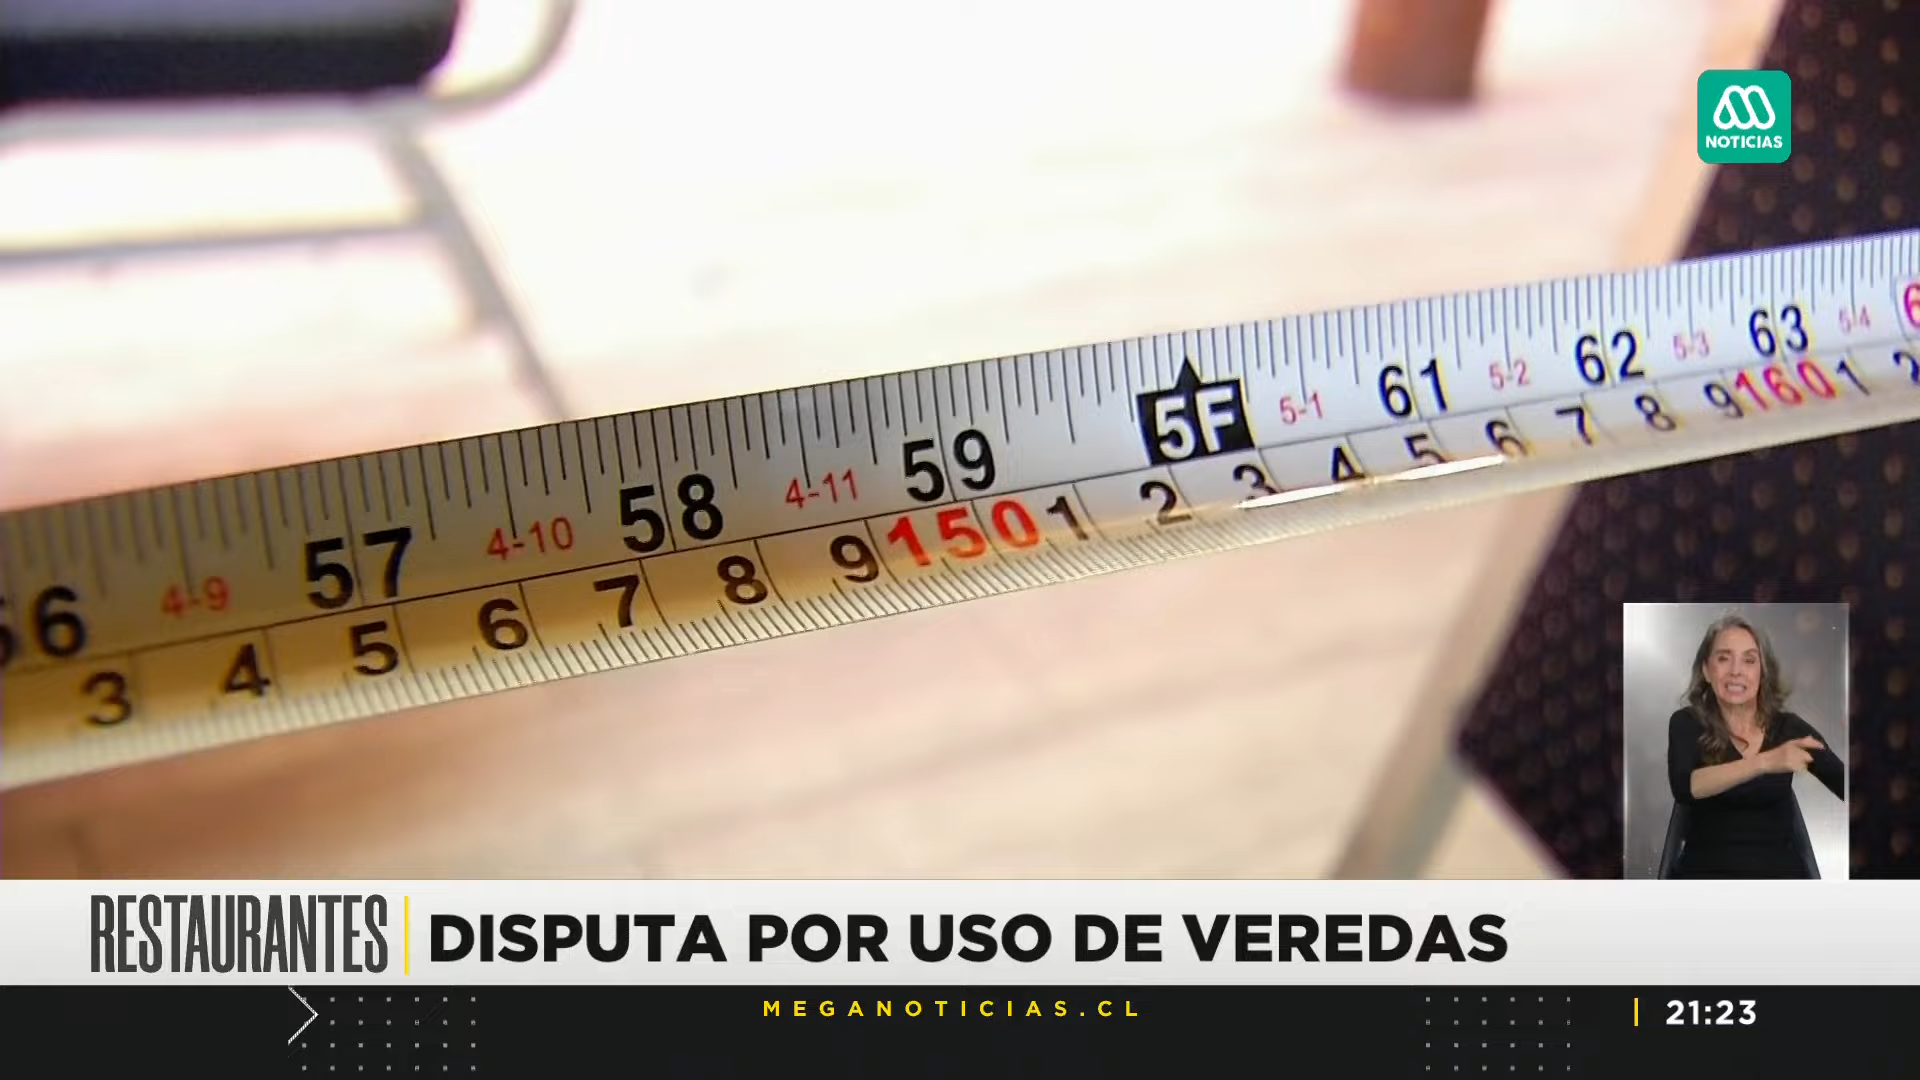 NOTICIAS
56 4-9 57 4-10 58 4-11 59 5F 5-1 61 5-2 62 5-3 63 5-4
3 4 5 6 7 8 9 150 1 2 3 4 5 6 7 8 9 160 1 2
RESTAURANTES DISPUTA POR USO DE VEREDAS
MEGANOTICIAS.CL
21:23